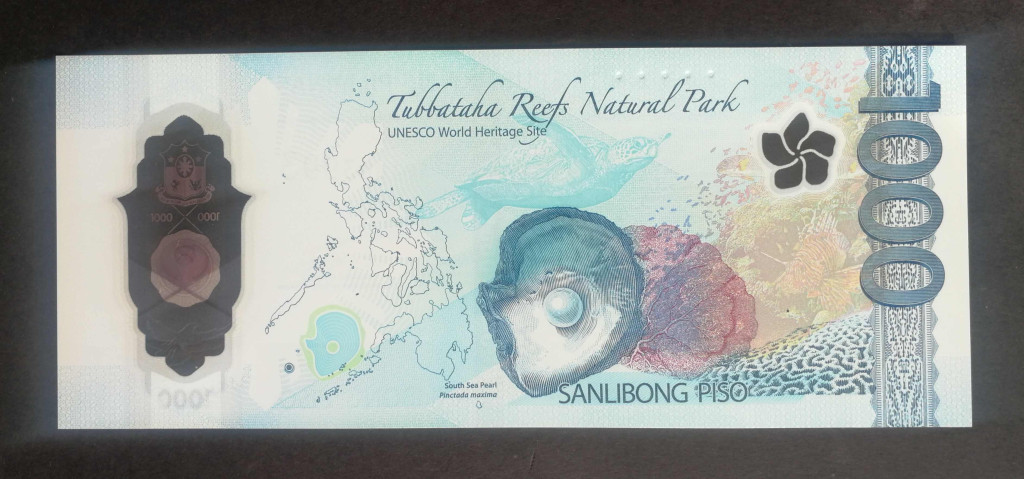 Tubbataha Reefs Natural Park
UNESCO World Heritage Site
1000
1000
South Sea Pearl
Pinctada maxima
SANLIBONG PISO
1000
1000